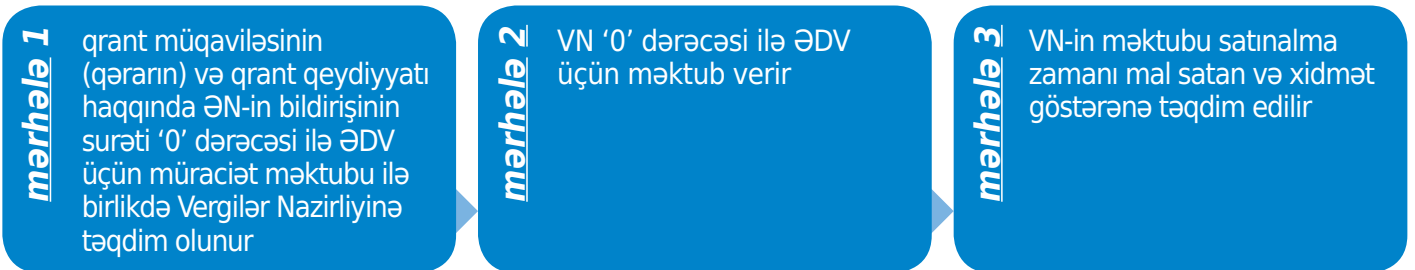 mərhələ 1
qrant müqaviləsinin
(qərarın) və qrant qeydiyyatı
haqqında ƏN-in bildirişinin
surəti ‘0’ dərəcəsi ilə ƏDV
üçün müraciət məktubu ilə
birlikdə Vergilər Nazirliyinə
təqdim olunur
mərhələ 2
VN ‘0’ dərəcəsi ilə ƏDV
üçün məktub verir
mərhələ 3
VN-in məktubu satınalma
zamanı mal satan və xidmət
göstərənə təqdim edilir